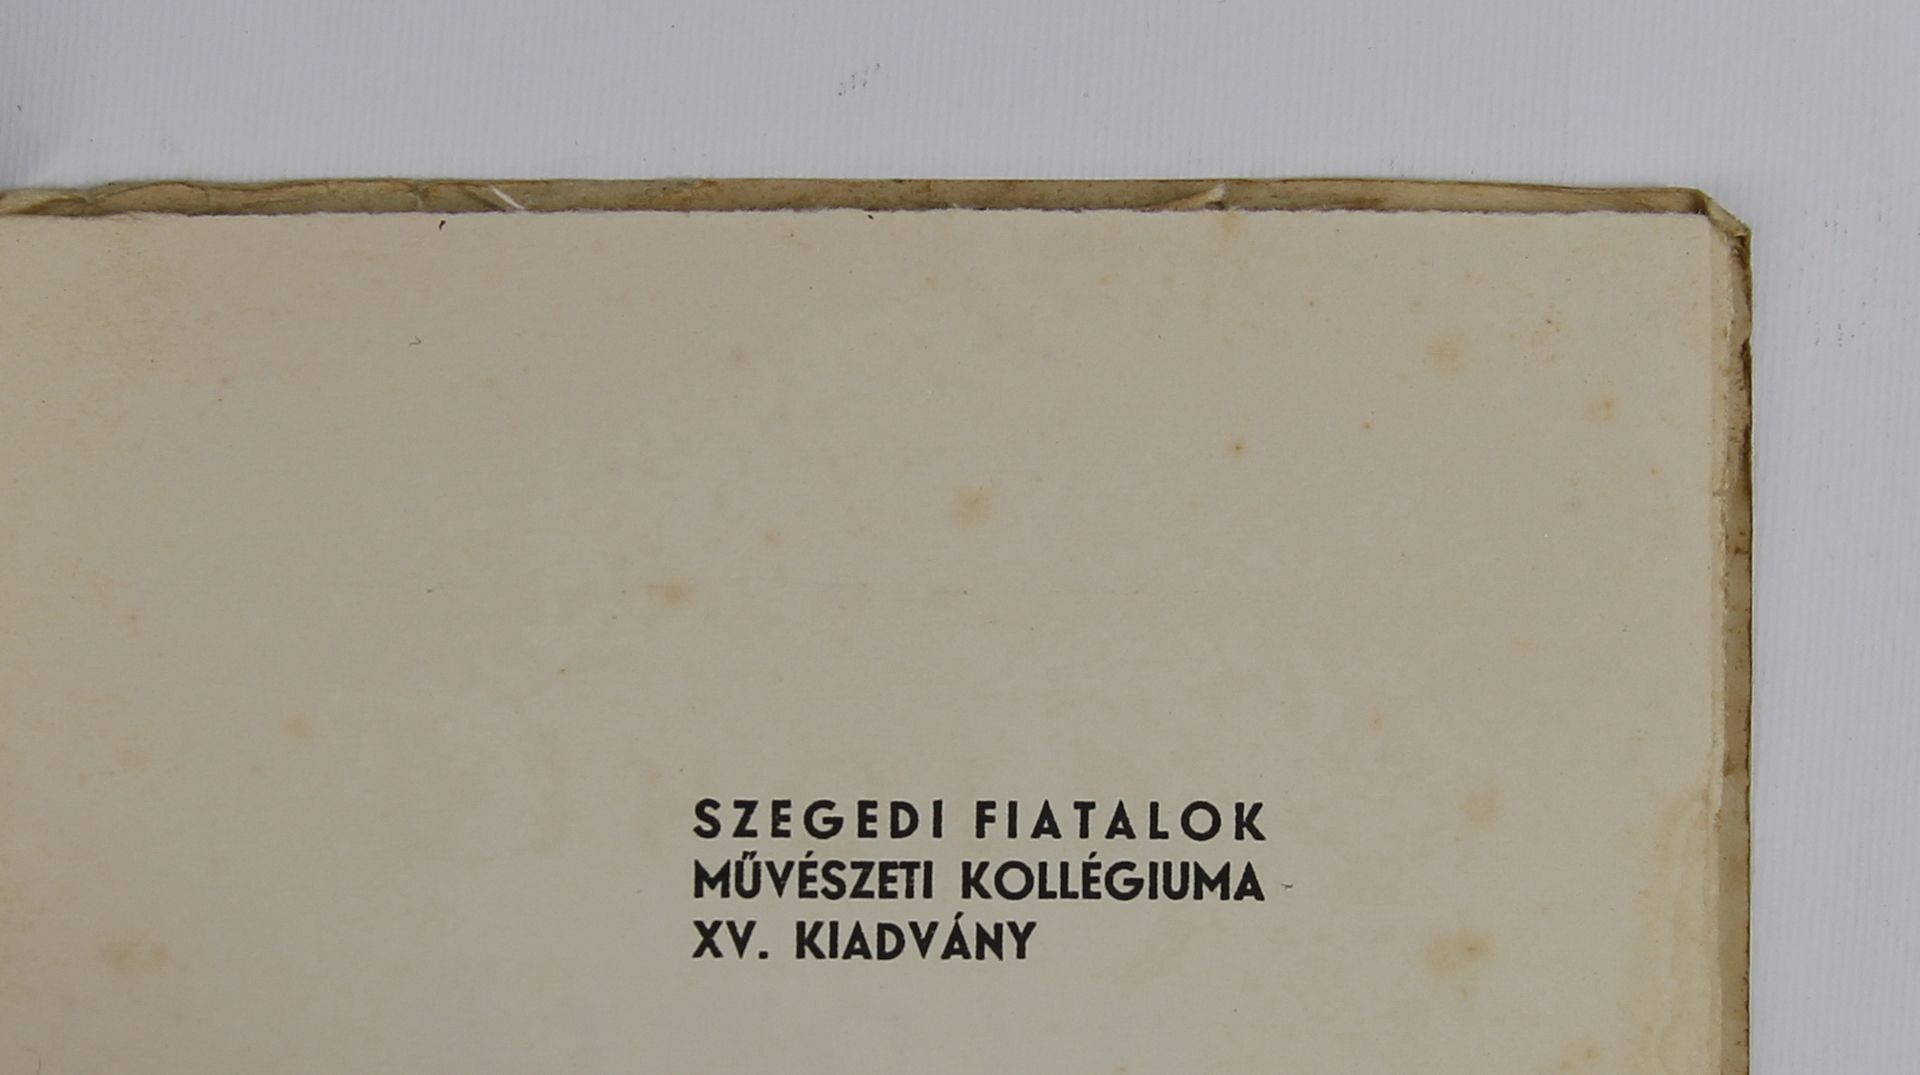 SZEGEDI FIATALOK
MŰVÉSZETI KOLLÉGIUMA
XV. KIADVÁNY